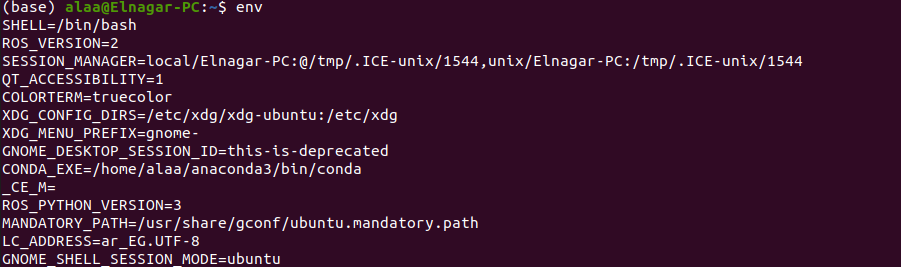 (base) alaa@Elnagar-PC:~$ env
SHELL=/bin/bash
ROS_VERSION=2
SESSION_MANAGER=local/Elnagar-PC:@/tmp/.ICE-unix/1544,unix/Elnagar-PC:/tmp/.ICE-unix/1544
QT_ACCESSIBILITY=1
COLORTERM=truecolor
XDG_CONFIG_DIRS=/etc/xdg/xdg-ubuntu:/etc/xdg
XDG_MENU_PREFIX=gnome-
GNOME_DESKTOP_SESSION_ID=this-is-deprecated
CONDA_EXE=/home/alaa/anaconda3/bin/conda
_CE_M=
ROS_PYTHON_VERSION=3
MANDATORY_PATH=/usr/share/gconf/ubuntu.mandatory.path
LC_ADDRESS=ar_EG.UTF-8
GNOME_SHELL_SESSION_MODE=ubuntu